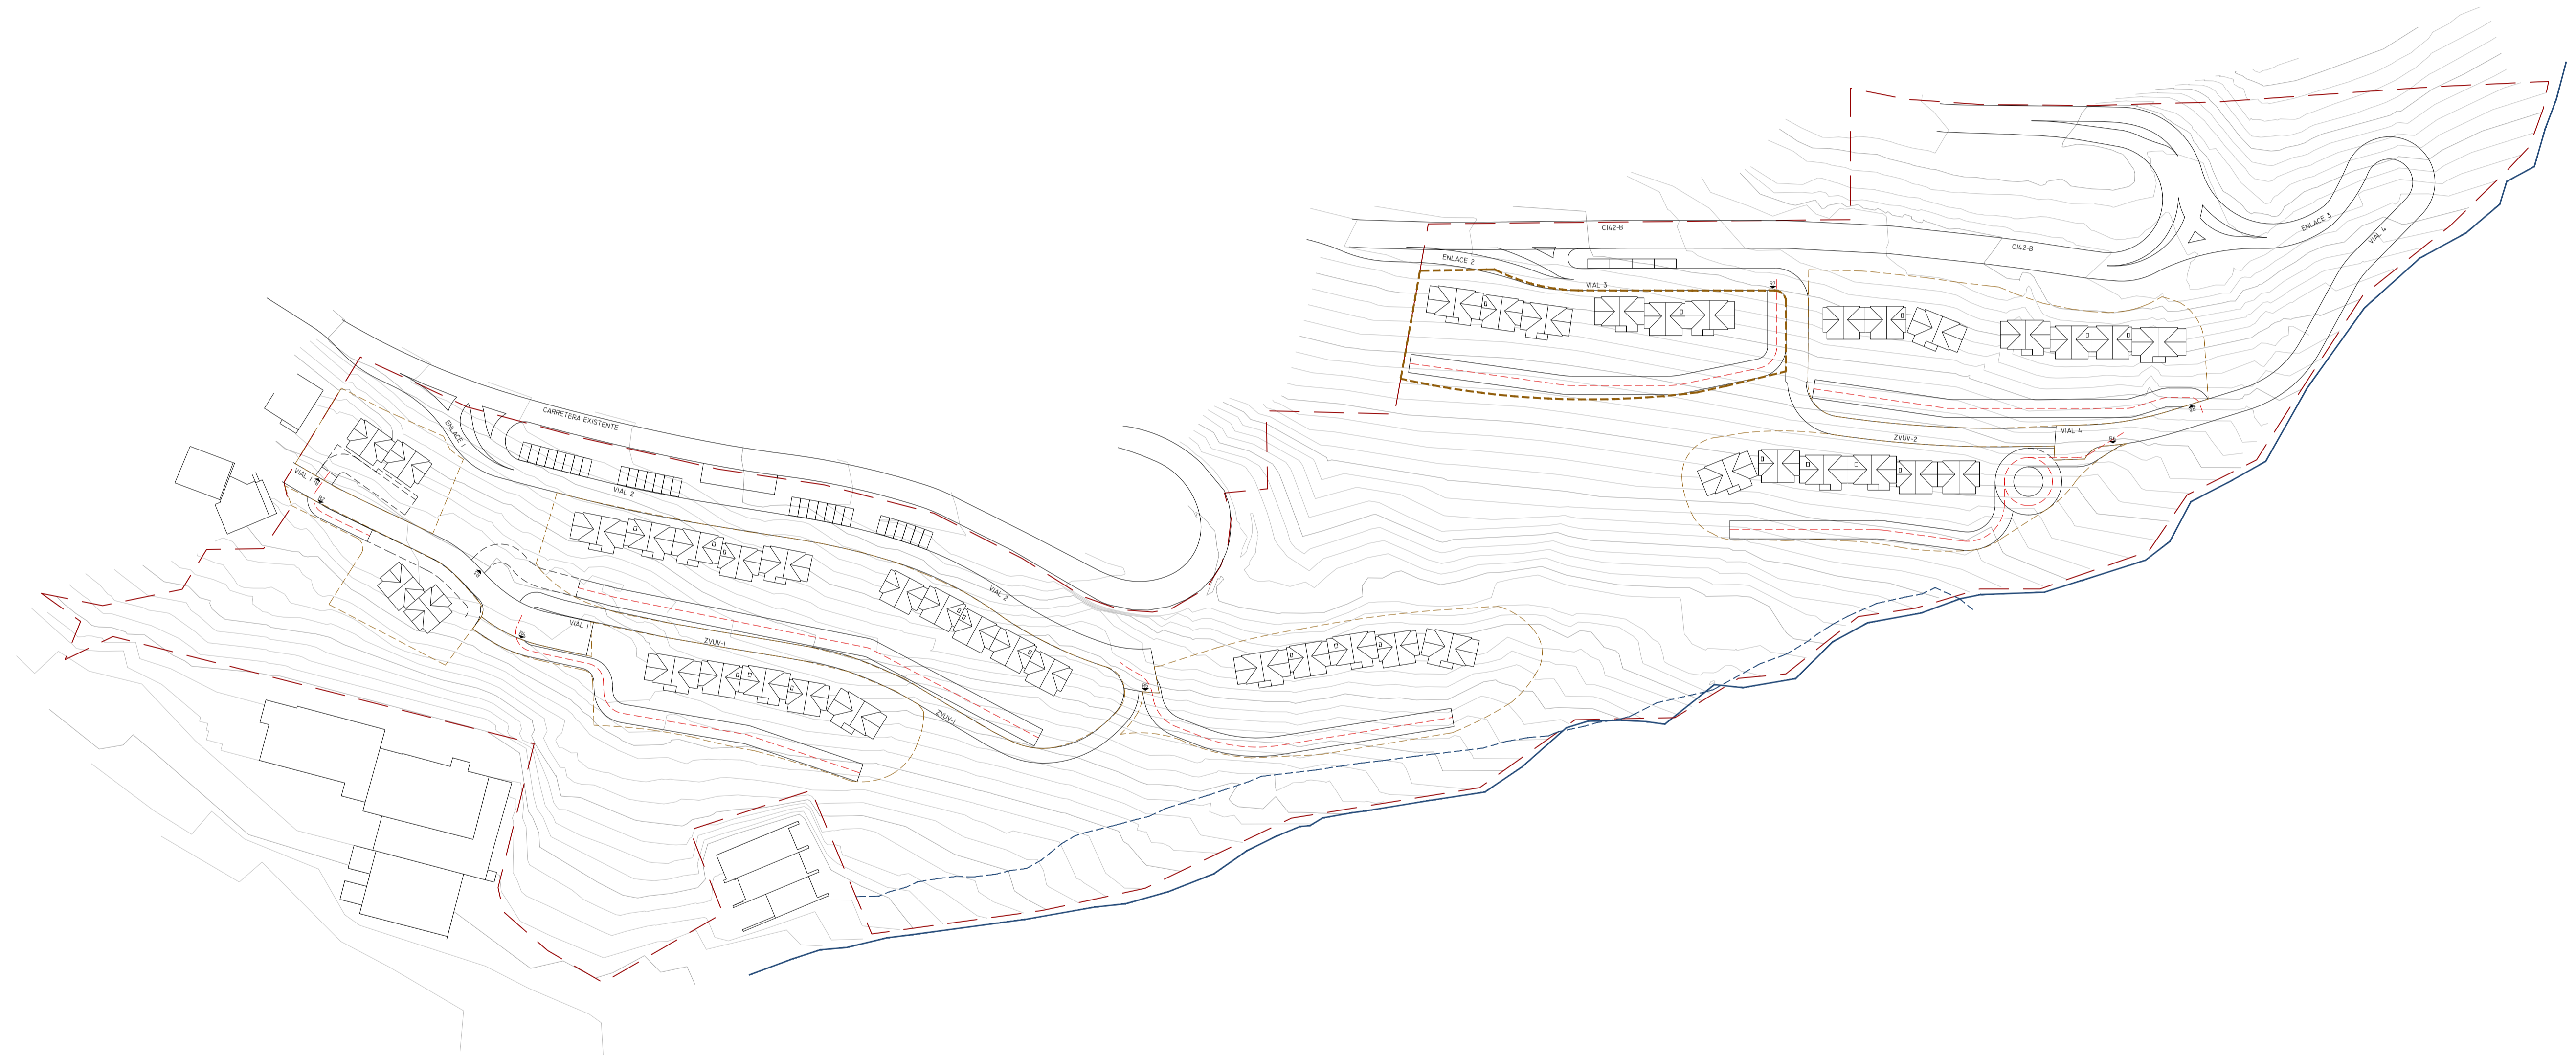 C142-B
C142-B
ENLACE 3
VIAL 4
ENLACE 2
VIAL 3
CARRETERA EXISTENTE
ENLACE 1
VIAL 4
ZVUV-2
VIAL 1
VIAL 2
VIAL 2
VIAL 1
ZVUV-1
ZVUV-1